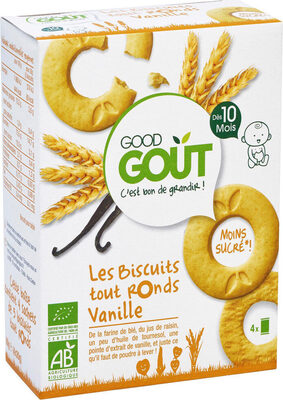 GOOD
GOÛT
C'est bon de grandir !
Dès
10
Mois
MOINS
SUCRÉ*!
Les Biscuits
tout RONDS
Vanille
4x
De la farine de blé, du jus de raisin,
un peu d'huile de tournesol, une
pointe d'extrait de vanille, et juste ce
qu'il faut de poudre à lever !
AB
AGRICULTURE
BIOLOGIQUE